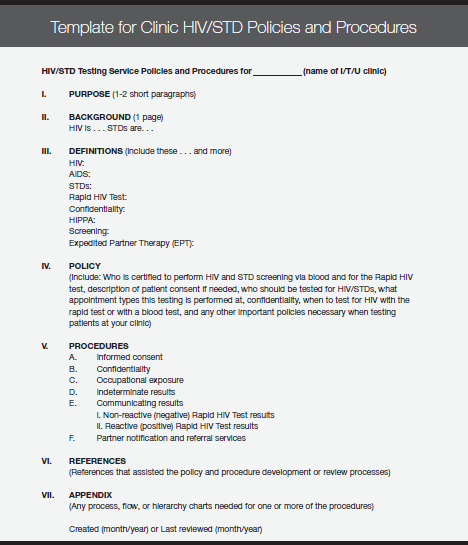 Template for Clinic HIV/STD Policies and Procedures
HIV/STD Testing Service Policies and Procedures for __________ (name of I/T/U clinic)
I. PURPOSE (1-2 short paragraphs)
II. BACKGROUND (1 page)
HIV is . . . STDs are. . .
III. DEFINITIONS (Include these . . . and more)
HIV:
AIDS:
STDs:
Rapid HIV Test:
Confidentiality:
HIPPA:
Screening:
Expedited Partner Therapy (EPT):
IV. POLICY
(Include: Who is certified to perform HIV and STD screening via blood and for the Rapid HIV
test, description of patient consent if needed, who should be tested for HIV/STDs, what
appointment types this testing is performed at, confidentiality, when to test for HIV with the
rapid test or with a blood test, and any other important policies necessary when testing
patients at your clinic)
V. PROCEDURES
A. Informed consent
B. Confidentiality
C. Occupational exposure
D. Indeterminate results
E. Communicating results
I. Non-reactive (negative) Rapid HIV Test results
II. Reactive (positive) Rapid HIV Test results
F. Partner notification and referral services
VI. REFERENCES
(References that assisted the policy and procedure development or review processes)
VII. APPENDIX
(Any process, flow, or hierarchy charts needed for one or more of the procedures)
Created (month/year) or Last reviewed (month/year)